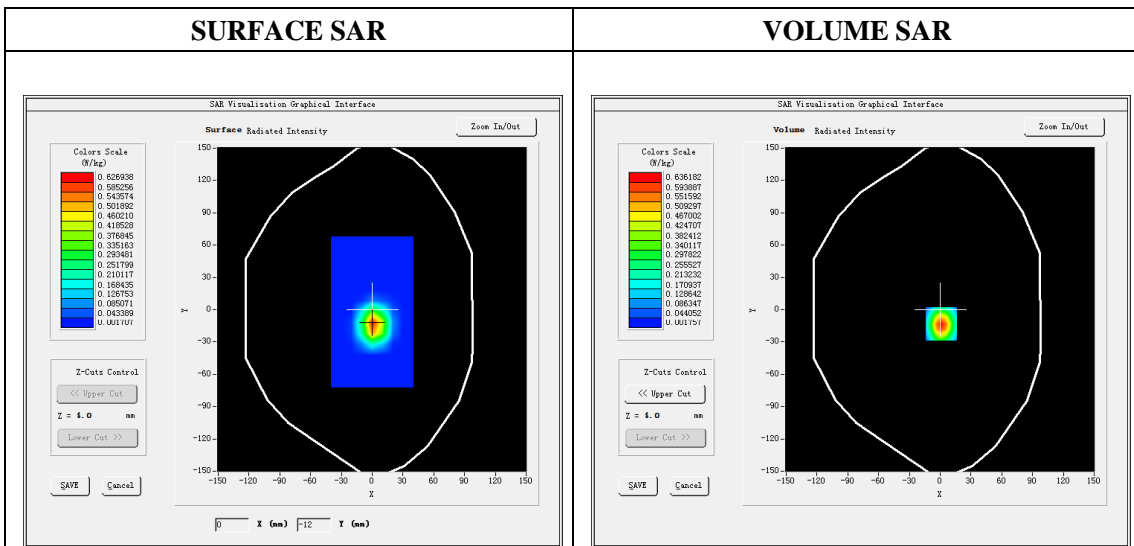 SURFACE SAR
VOLUME SAR
SAR Visualisation Graphical Interface
Surface Radiated Intensity
Zoom In/Out
Colors Scale
(W/kg)
0.626938
0.585256
0.543574
0.501892
0.460210
0.418528
0.376845
0.335163
0.293481
0.251799
0.210117
0.168435
0.126753
0.085071
0.043389
0.001707
150
120
90
60
30
0
-30
-60
-90
-120
-150
Y
-150 -120 -90 -60 -30 0 30 60 90 120 150
X
Z-Cuts Control
<< Upper Cut
Z = 4.0 mm
Lower Cut >>
SAVE Cancel
0 X (mm) -12 Y (mm)
SAR Visualisation Graphical Interface
Volume Radiated Intensity
Zoom In/Out
Colors Scale
(W/kg)
0.636182
0.593887
0.551592
0.509297
0.467002
0.424707
0.382412
0.340117
0.297822
0.255527
0.213232
0.170937
0.128642
0.086347
0.044052
0.001757
150
120
90
60
30
0
-30
-60
-90
-120
-150
Y
-150 -120 -90 -60 -30 0 30 60 90 120 150
X
Z-Cuts Control
<< Upper Cut
Z = 4.0 mm
Lower Cut >>
SAVE Cancel